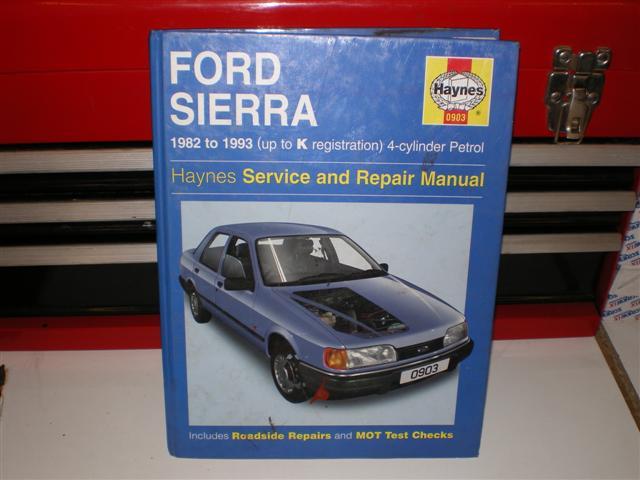 FORD
SIERRA
Haynes
0903
®
1982 to 1993 (up to K registration) 4-cylinder Petrol
Haynes Service and Repair Manual
0903
Includes Roadside Repairs and MOT Test Checks